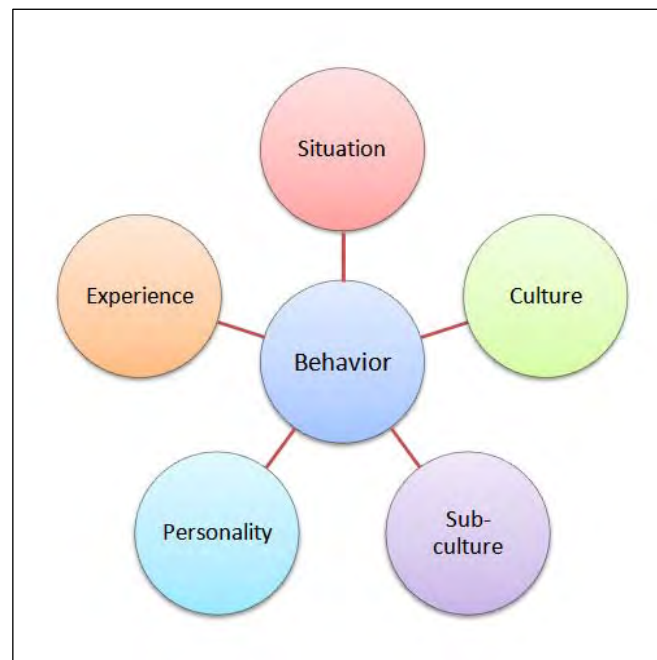 Situation
Experience
Culture
Behavior
Personality
Sub-
culture